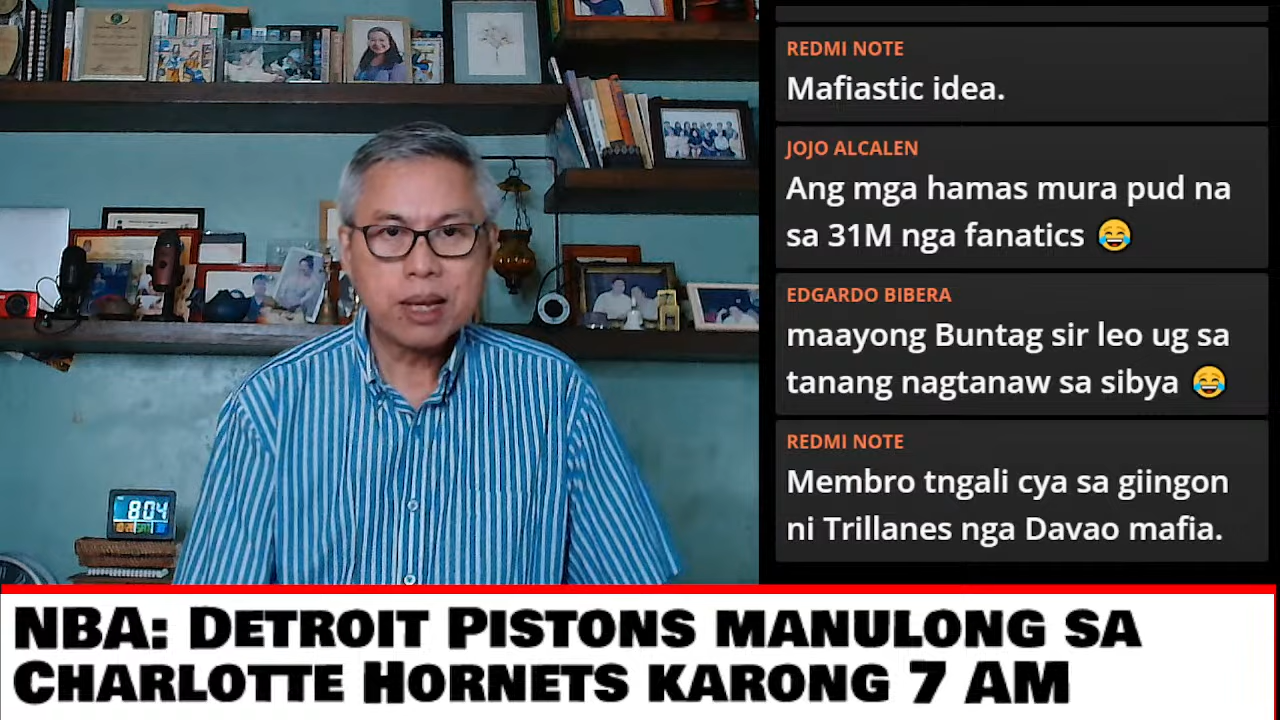 REDMI NOTE
Mafiastic idea.
JOJO ALCALEN
Ang mga hamas mura pud na
sa 31M nga fanatics 😂
EDGARDO BIBERA
maayong Buntag sir leo ug sa
tanang nagtanaw sa sibya 😂
REDMI NOTE
Membro tngali cya sa giingon
ni Trillanes nga Davao mafia.
8:04
NBA: Detroit Pistons manulong sa
Charlotte Hornets karong 7 AM